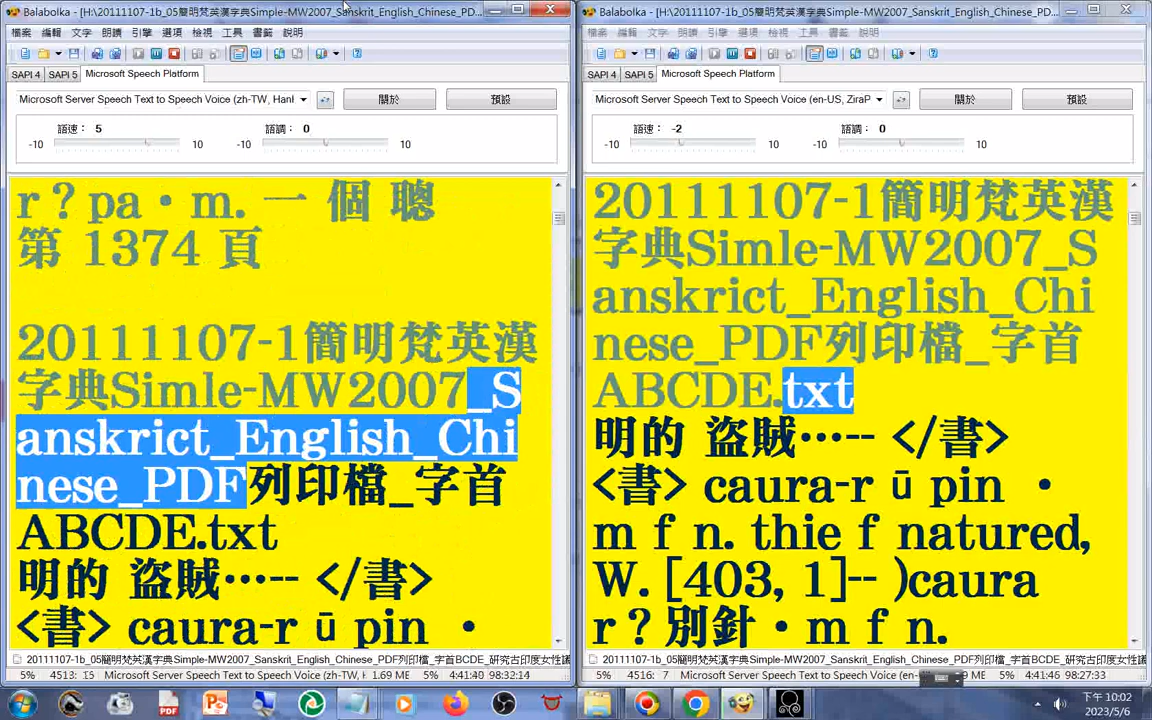 Balabolka - [H:\20111107-1b_05簡明梵英漢字典Simple-MW2007_Sanskrit_English_Chinese_PD...
檔案 編輯 文字 朗讀 引擎 選項 檢視 工具 書籤 說明
SAPI 4 SAPI 5 Microsoft Speech Platform
Microsoft Server Speech Text to Speech Voice (zh-TW, Hanl
關於 預設
語速： 5 語調： 0
-10 10 -10 10
r？pa・m. 一 個 聰
第 1374 頁
20111107-1簡明梵英漢
字典Simle-MW2007_S
anskrict_English_Chi
nese_PDF列印檔_字首
ABCDE.txt
明的 盜賊…-- </書>
<書> caura-r ū pin ・
20111107-1b_05簡明梵英漢字典Simple-MW2007_Sanskrit_English_Chinese_PDF列印檔_字首BCDE_研究古印度女性議
5% 4513: 15 Microsoft Server Speech Text to Speech Voice (zh-TW, H 1.69 ME 5% 4:41:49 98:32:14
Balabolka - [H:\20111107-1b_05簡明梵英漢字典Simple-MW2007_Sanskrit_English_Chinese_PD...
檔案 編輯 文字 朗讀 引擎 選項 檢視 工具 書籤 說明
SAPI 4 SAPI 5 Microsoft Speech Platform
Microsoft Server Speech Text to Speech Voice (en-US, ZiraP
關於 預設
語速： -2 語調： 0
-10 10 -10 10
20111107-1簡明梵英漢
字典Simle-MW2007_S
anskrict_English_Chi
nese_PDF列印檔_字首
ABCDE.txt
明的 盜賊…-- </書>
<書> caura-r ū pin ・
m f n. thie f natured,
W. [403, 1]-- )caura
r？別針・m f n.
20111107-1b_05簡明梵英漢字典Simple-MW2007_Sanskrit_English_Chinese_PDF列印檔_字首BCDE_研究古印度女性議
5% 4516: 7 Microsoft Server Speech Text to Speech Voice (en-US, ME 5% 4:41:46 98:27:33
PDF
下午 10:02
2023/5/6